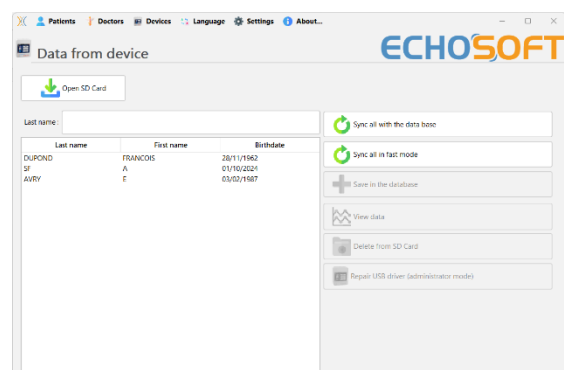 Patients Doctors Devices Language Settings About...
Data from device
ECHOSOFT
Open SD Card
Last name :
Sync all with the data base
Last name First name Birthdate
DUPOND FRANCOIS 28/11/1962
SF A 01/10/2024
AVRY E 03/02/1987
Sync all in fast mode
Save in the database
View data
Delete from SD Card
Repair USB driver (administrator mode)